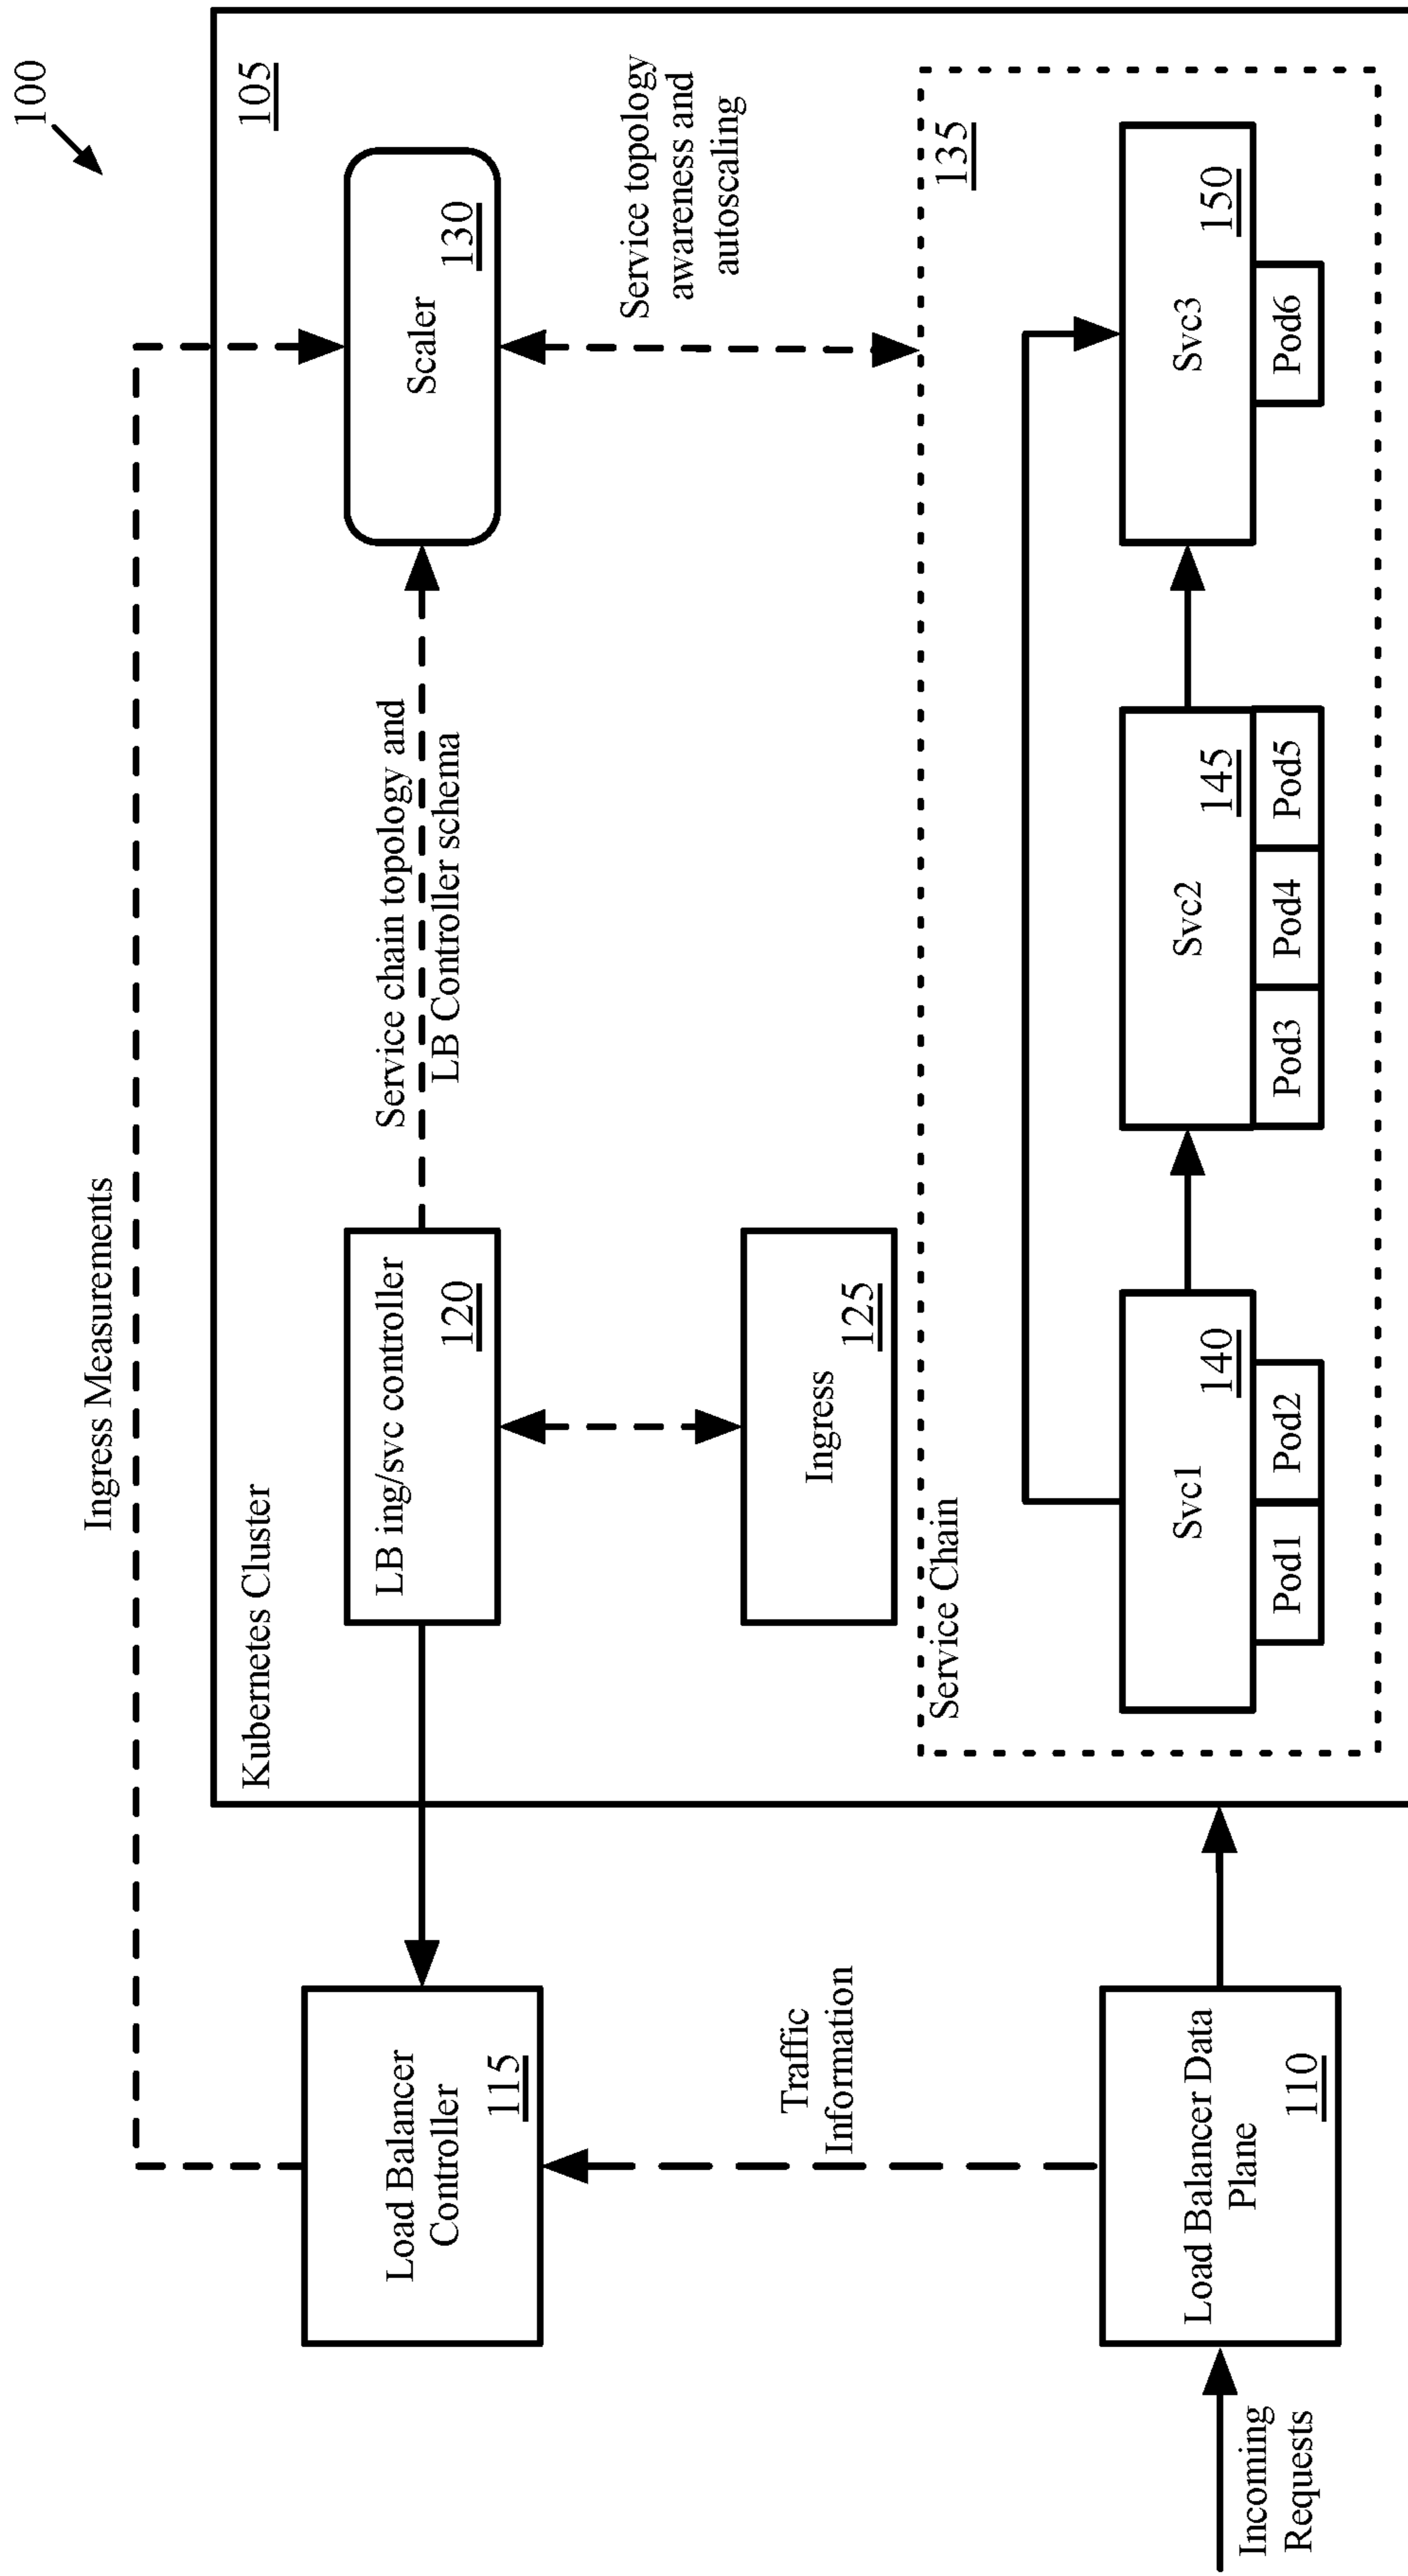 100
Ingress Measurements
Kubernetes Cluster
105
Load Balancer
Controller
115
LB ing/svc controller
120
Service chain topology and
LB Controller schema
Scaler
130
Traffic
Information
Ingress
125
Service topology
awareness and
autoscaling
Service Chain
135
Incoming
Requests
Load Balancer Data
Plane
110
Svc1
140
Pod1
Pod2
Svc2
145
Pod3
Pod4
Pod5
Svc3
150
Pod6